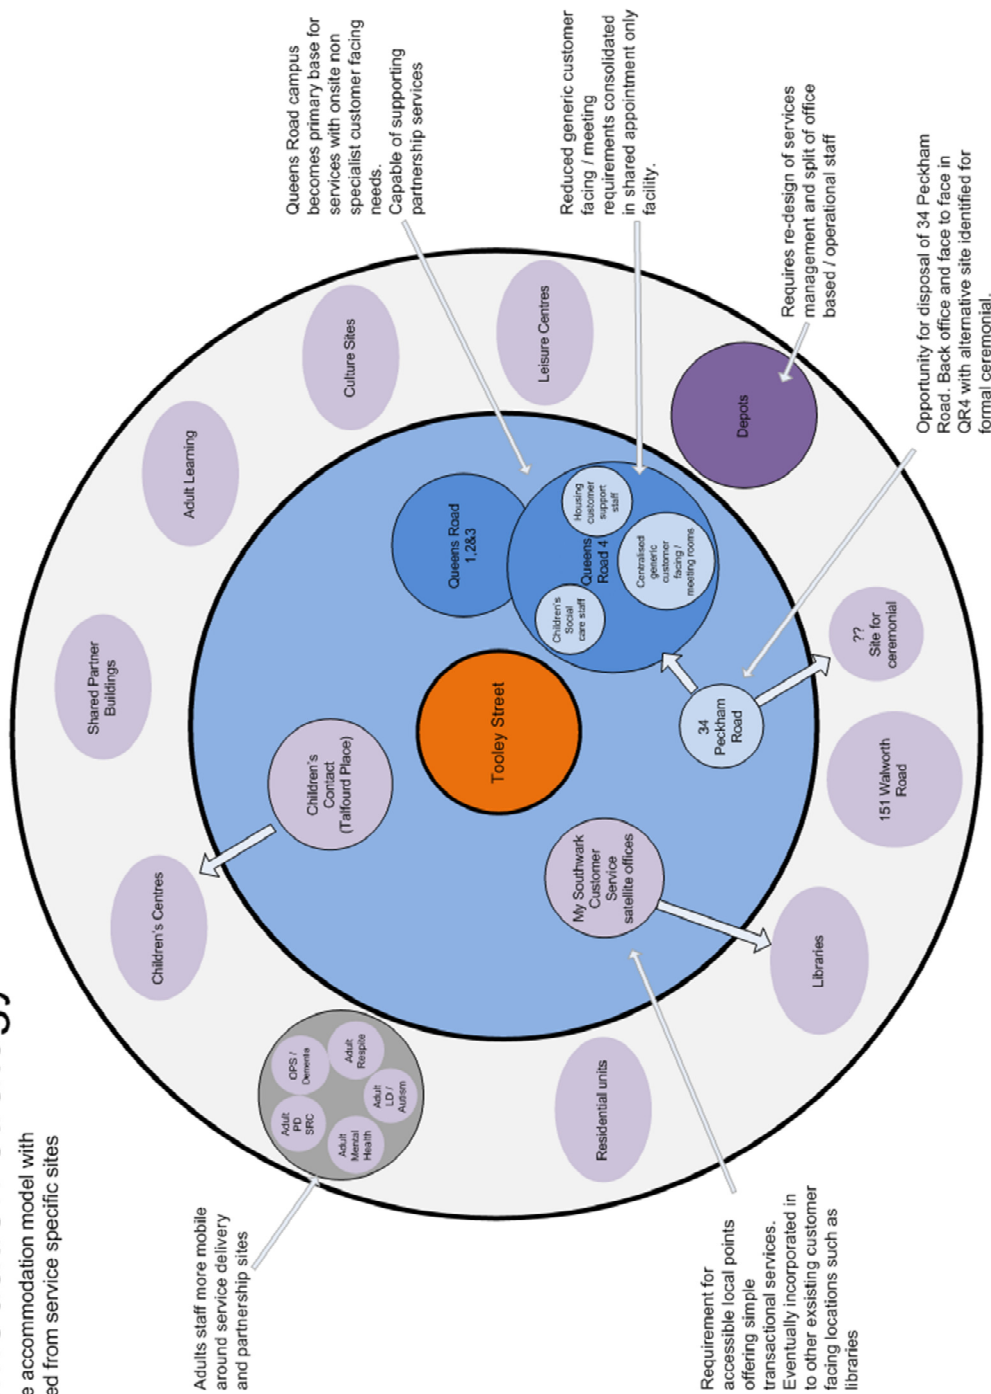 e accommodation model with
ed from service specific sites
Adults staff more mobile
around service delivery
and partnership sites
Requirement for
accessible local points
offering simple
transactional services.
Eventually incorporated in
to other exsisting customer
facing locations such as
libraries
Adult
PD
SRC
OPS /
Dementia
Adult
Mental
Health
Adult
LD /
Autism
Adult
Respite
Residential units
Children's Centres
Libraries
Shared Partner
Buildings
Children's
Contact
(Talfourd Place)
My Southwark
Customer
Service
satellite offices
Tooley Street
151 Walworth
Road
34
Peckham
Road
??
Site for
ceremonial
Adult Learning
Culture Sites
Leisure Centres
Queens Road
1,2&3
Queens
Road 4
Children's
Social
care staff
Housing
customer
support
staff
Centralised
generic
customer
facing /
meeting rooms
Depots
Queens Road campus
becomes primary base for
services with onsite non
specialist customer facing
needs.
Capable of supporting
partnership services
Reduced generic customer
facing / meeting
requirements consolidated
in shared appointment only
facility.
Requires re-design of services
management and split of office
based / operational staff
Opportunity for disposal of 34 Peckham
Road. Back office and face to face in
QR4 with alternative site identified for
formal ceremonial.